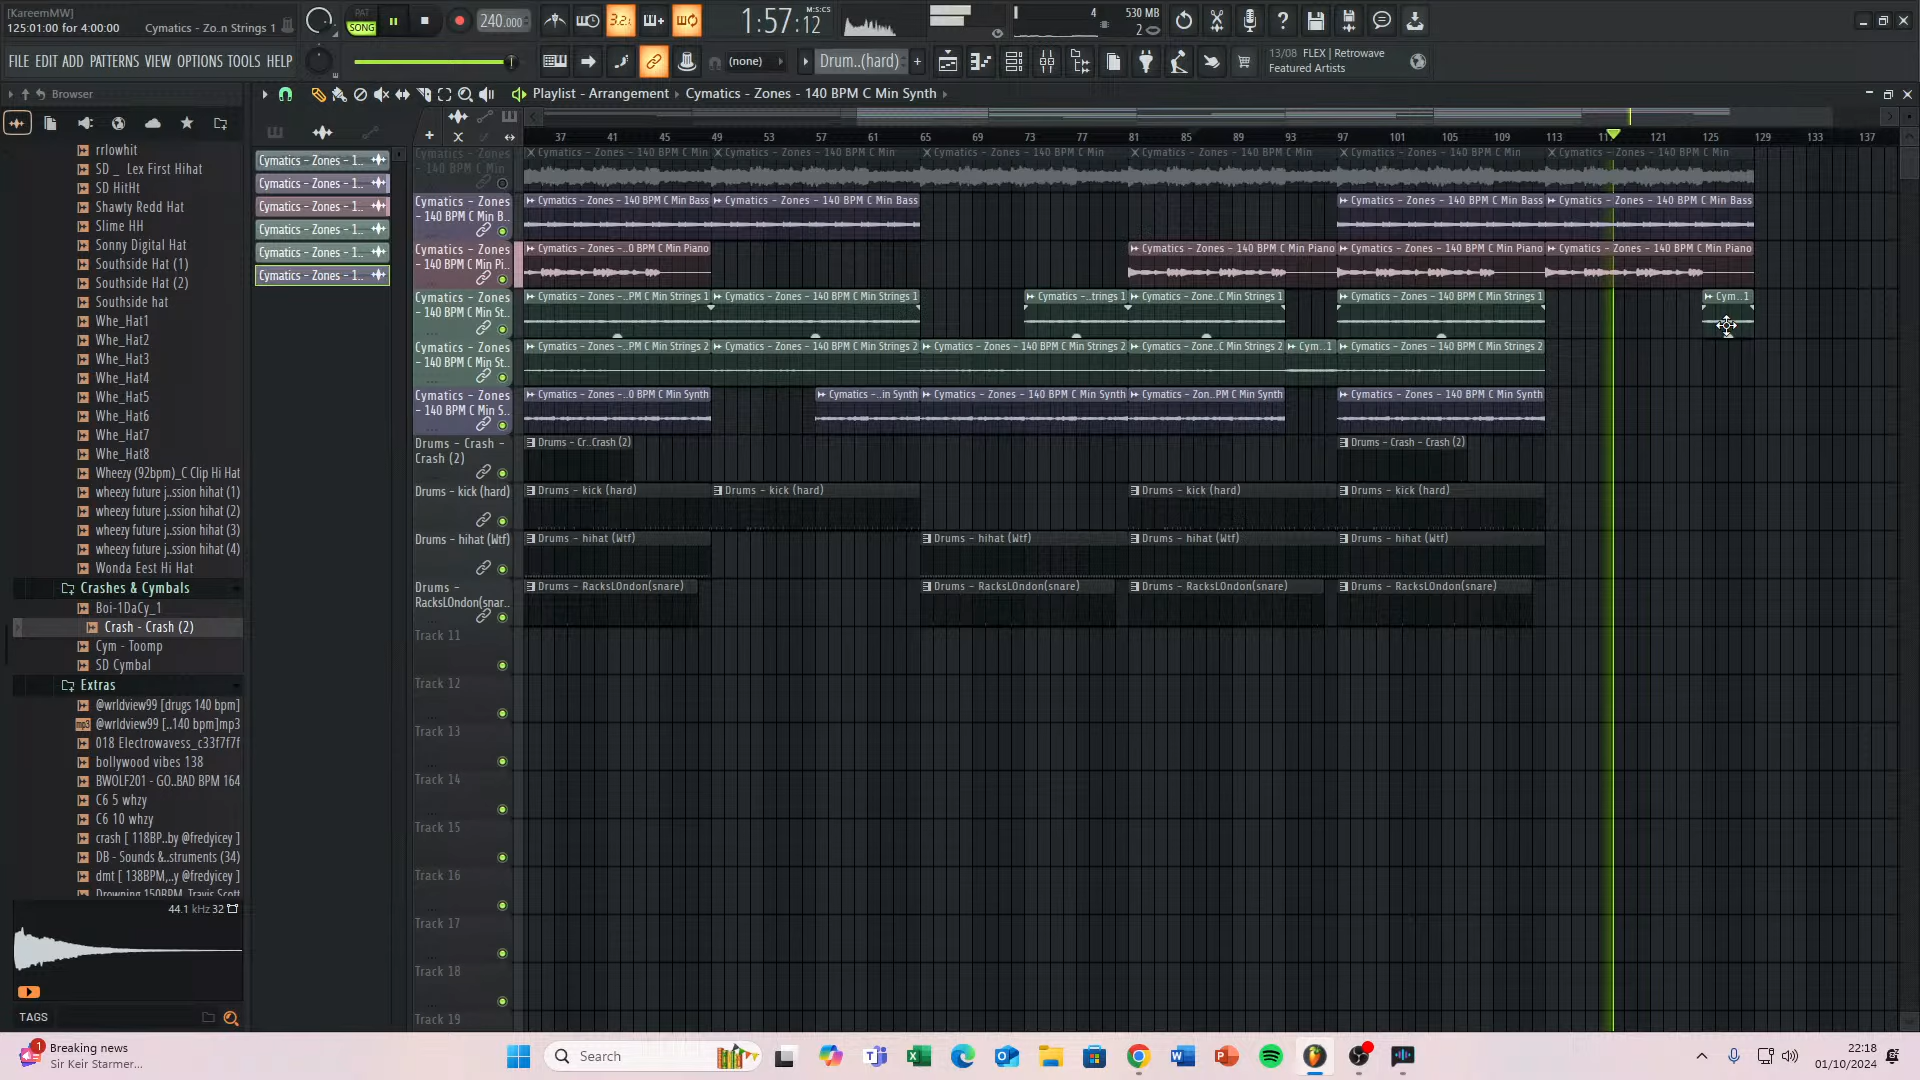 [KareemMW]
125:01:00 for 4:00:00
Cymatics - Zo..n Strings 1
PAT
SONG
240.000
3.2.
1:57:12
M:S:CS
4
530 MB
2
FILE EDIT ADD PATTERNS VIEW OPTIONS TOOLS HELP
(none)
Drum..(hard)
13/08 FLEX | Retrowave
Featured Artists
Browser
Playlist - Arrangement
Cymatics - Zones - 140 BPM C Min Synth
37 41 45 49 53 57 61 65 69 73 77 81 85 89 93 97 101 105 109 113 11 121 125 129 133 137
rrlowhit
SD _ Lex First Hihat
SD HitHt
Shawty Redd Hat
Slime HH
Sonny Digital Hat
Southside Hat (1)
Southside Hat (2)
Southside hat
Whe_Hat1
Whe_Hat2
Whe_Hat3
Whe_Hat4
Whe_Hat5
Whe_Hat6
Whe_Hat7
Whe_Hat8
Wheezy (92bpm)_C Clip Hi Hat
wheezy future j..ssion hihat (1)
wheezy future j..ssion hihat (2)
wheezy future j..ssion hihat (3)
wheezy future j..ssion hihat (4)
Wonda Eest Hi Hat
Crashes & Cymbals
Boi-1DaCy_1
Crash - Crash (2)
Cym - Toomp
SD Cymbal
Extras
@wrldview99 [drugs 140 bpm]
@wrldview99 [..140 bpm]mp3
018 Electrowavess_c33f7f7f
bollywood vibes 138
BWOLF201 - GO..BAD BPM 164
C6 5 whzy
C6 10 whzy
crash [ 118BP..by @fredyicey ]
DB - Sounds &..struments (34)
dmt [ 138BPM,..y @fredyicey ]
Drowning 150BPM, Travis Scott
44.1 kHz 32
TAGS
Cymatics - Zones - 1..
Cymatics - Zones - 1..
Cymatics - Zones - 1..
Cymatics - Zones - 1..
Cymatics - Zones - 1..
Cymatics - Zones - 1..
Cymatics - Zones
- 140 BPM C Min
Cymatics - Zones - 140 BPM C Min
Cymatics - Zones - 140 BPM C Min
Cymatics - Zones - 140 BPM C Min
Cymatics - Zones - 140 BPM C Min
Cymatics - Zones - 140 BPM C Min
Cymatics - Zones - 140 BPM C Min
Cymatics - Zones
- 140 BPM C Min B..
Cymatics - Zones - 140 BPM C Min Bass
Cymatics - Zones - 140 BPM C Min Bass
Cymatics - Zones - 140 BPM C Min Bass
Cymatics - Zones - 140 BPM C Min Bass
Cymatics - Zones
- 140 BPM C Min Pi..
Cymatics - Zones -..0 BPM C Min Piano
Cymatics - Zones - 140 BPM C Min Piano
Cymatics - Zones - 140 BPM C Min Piano
Cymatics - Zones - 140 BPM C Min Piano
Cymatics - Zones
- 140 BPM C Min St..
Cymatics - Zones -..PM C Min Strings 1
Cymatics - Zones - 140 BPM C Min Strings 1
Cymatics -..trings 1
Cymatics - Zone..C Min Strings 1
Cymatics - Zones - 140 BPM C Min Strings 1
Cym..1
Cymatics - Zones
- 140 BPM C Min St..
Cymatics - Zones -..PM C Min Strings 2
Cymatics - Zones - 140 BPM C Min Strings 2
Cymatics - Zones - 140 BPM C Min Strings 2
Cymatics - Zone..C Min Strings 2
Cym..1
Cymatics - Zones - 140 BPM C Min Strings 2
Cymatics - Zones
- 140 BPM C Min S..
Cymatics - Zones -..0 BPM C Min Synth
Cymatics -..in Synth
Cymatics - Zones - 140 BPM C Min Synth
Cymatics - Zon..PM C Min Synth
Cymatics - Zones - 140 BPM C Min Synth
Drums - Crash -
Crash (2)
Drums - Cr..Crash (2)
Drums - Crash - Crash (2)
Drums - kick (hard)
Drums - kick (hard)
Drums - kick (hard)
Drums - kick (hard)
Drums - kick (hard)
Drums - hihat (Wtf)
Drums - hihat (Wtf)
Drums - hihat (Wtf)
Drums - hihat (Wtf)
Drums - hihat (Wtf)
Drums -
RacksLOndon(snar..
Drums - RacksLOndon(snare)
Drums - RacksLOndon(snare)
Drums - RacksLOndon(snare)
Drums - RacksLOndon(snare)
Track 11
Track 12
Track 13
Track 14
Track 15
Track 16
Track 17
Track 18
Track 19
1
Breaking news
Sir Keir Starmer...
Search
22:18
01/10/2024